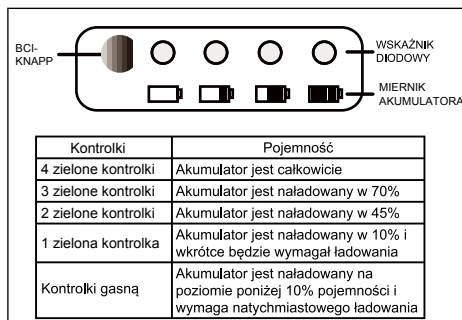 BCI-
KNAPP
WSKAŹNIK
DIODOWY
MIERNIK
AKUMULATORA
Kontrolki Pojemność
4 zielone kontrolki Akumulator jest całkowicie
3 zielone kontrolki Akumulator jest naładowany w 70%
2 zielone kontrolki Akumulator jest naładowany w 45%
1 zielona kontrolka Akumulator jest naładowany w 10% i
wkrótce będzie wymagał ładowania
Kontrolki gasną Akumulator jest naładowany na
poziomie poniżej 10% pojemności i
wymaga natychmiastowego ładowania